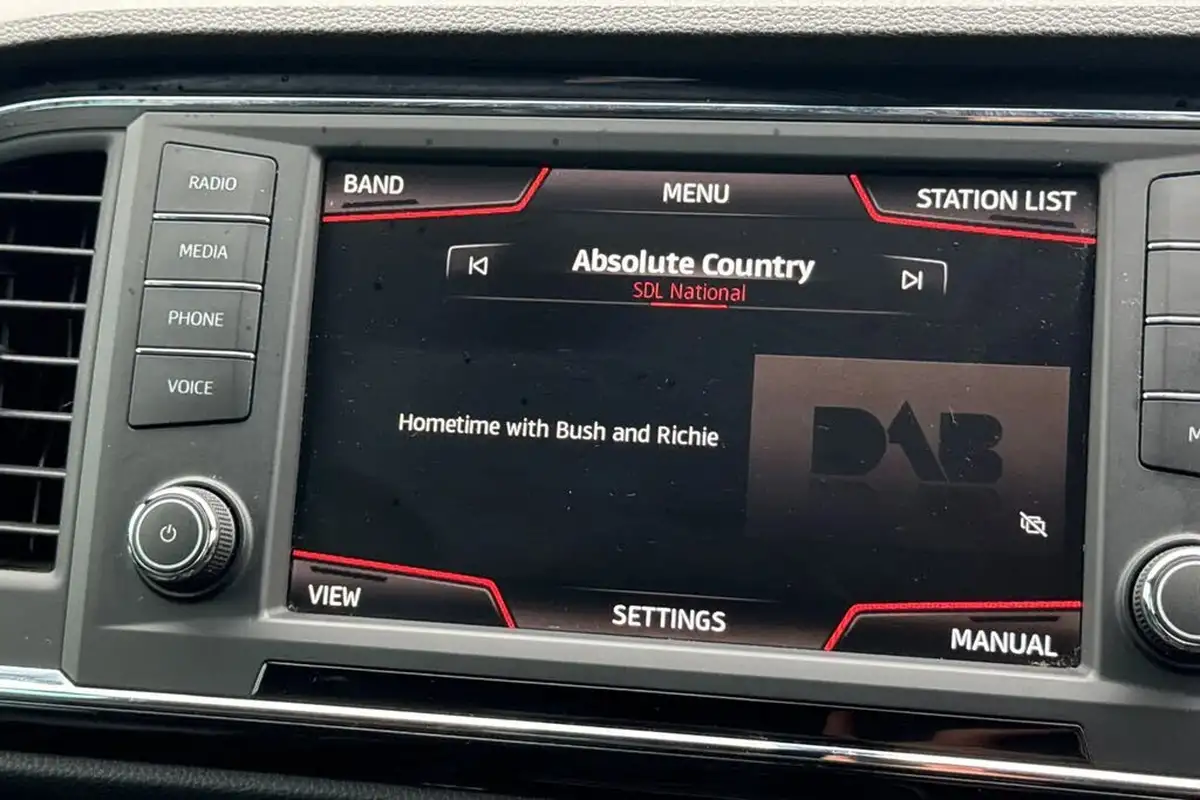 RADIO
MEDIA
PHONE
VOICE
BAND
MENU
STATION LIST
Absolute Country
SDL National
Hometime with Bush and Richie
DAB
VIEW
SETTINGS
MANUAL